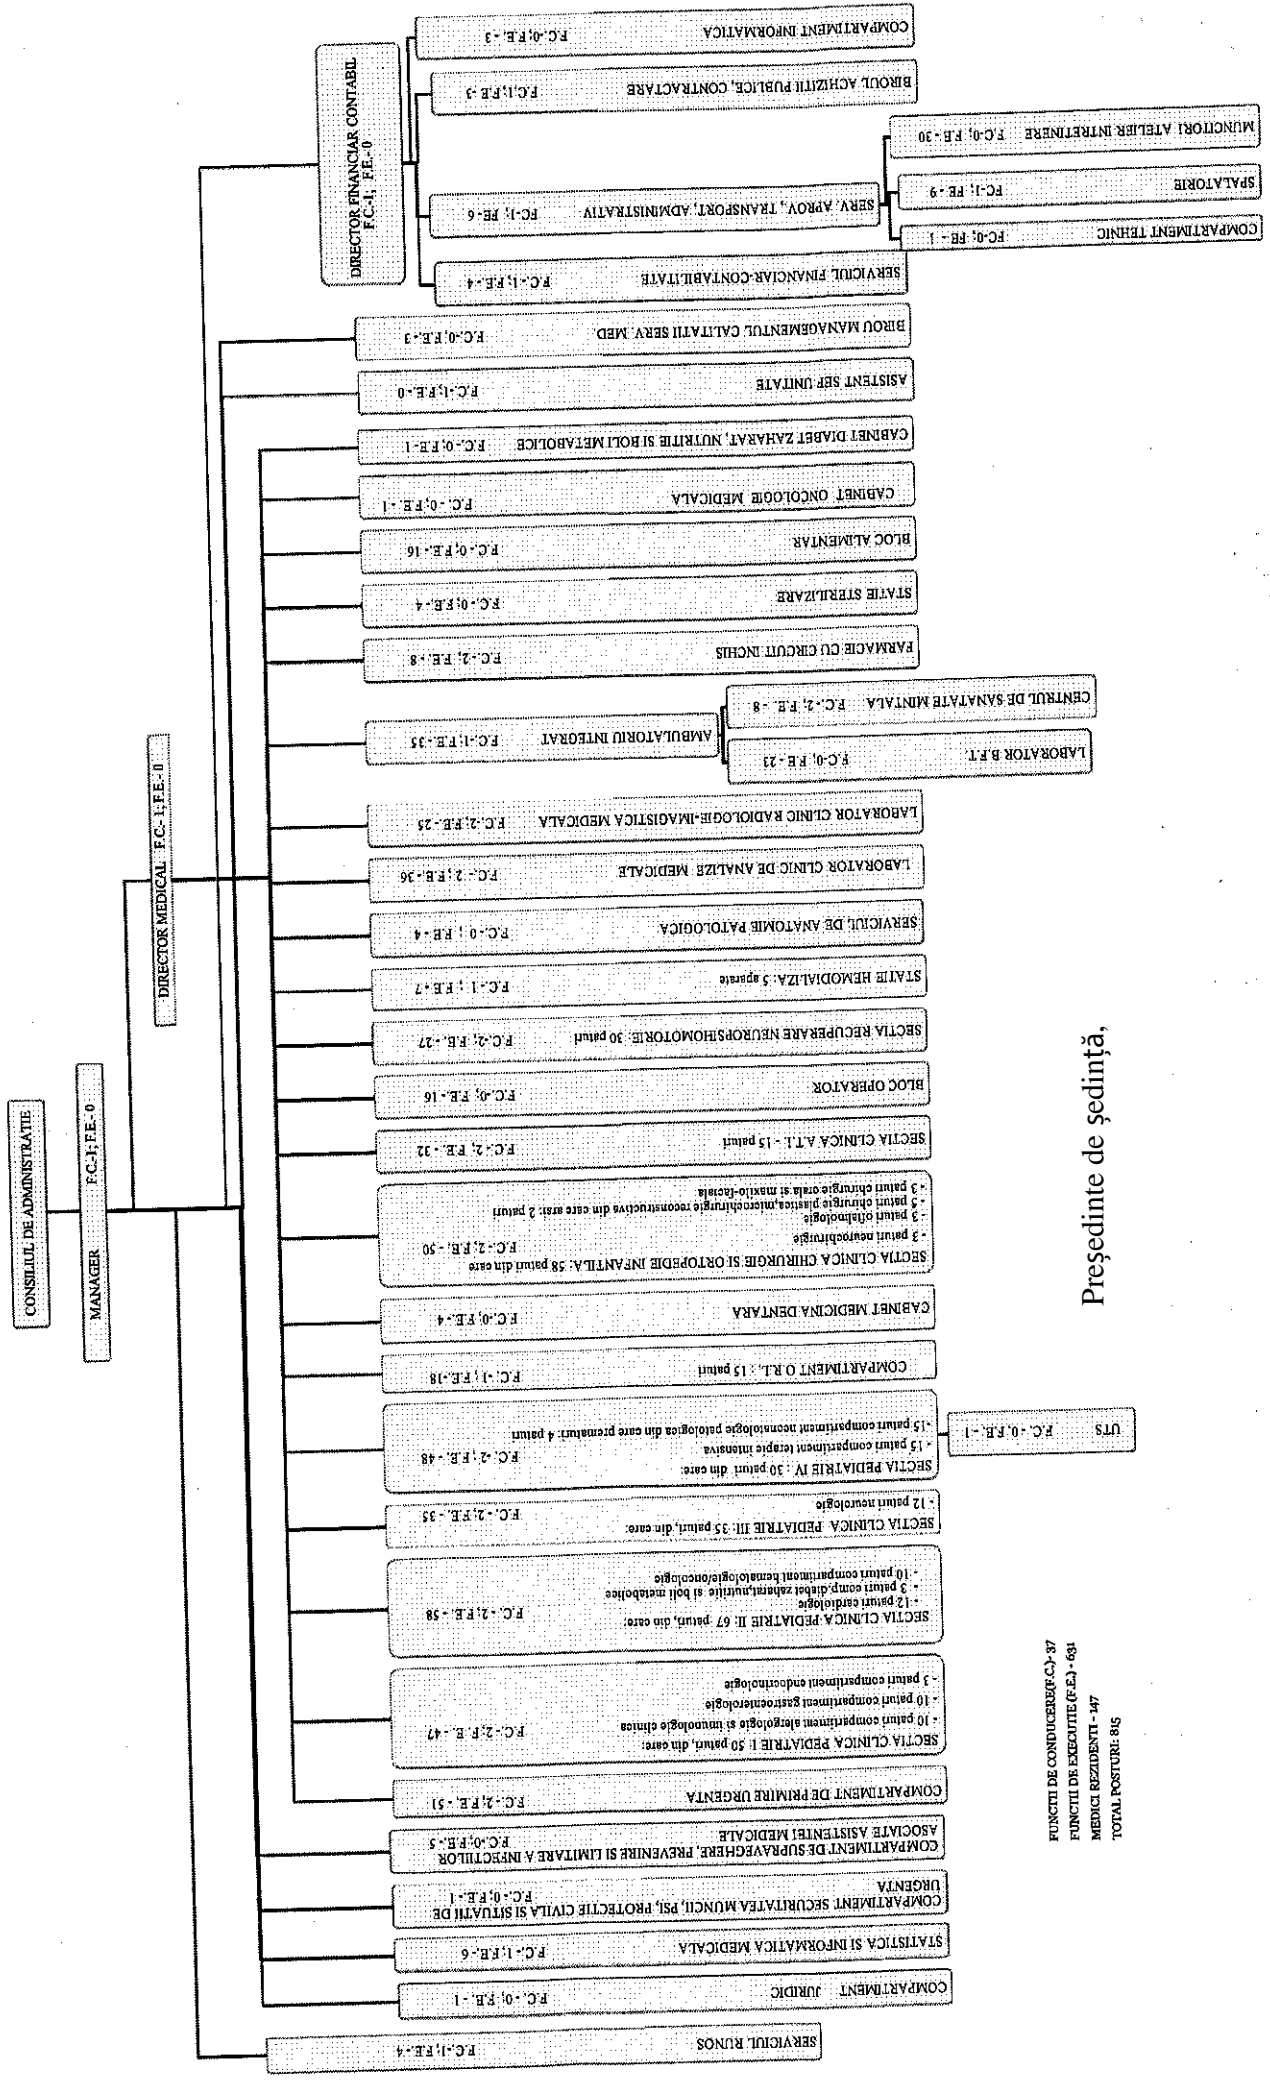 CONSILIUL DE ADMINISTRATIE
MANAGER F.C.-1; F.E.- 0
DIRECTOR MEDICAL F.C.- 1; F.E.- 0
DIRECTOR FINANCIAR CONTABIL
F.C.-1; F.E.- 0
SERVICIUL RUNOS F.C.-1; F.E.- 4
COMPARTIMENT JURIDIC F.C. - 0; F.E. - 1
STATISTICA SI INFORMATICA MEDICALA F.C.- 1; F.E.- 6
COMPARTIMENT SECURITATEA MUNCII, PSI, PROTECTIE CIVILA SI SITUATII DE
URGENTA F.C.- 0; F.E. - 1
COMPARTIMENT DE SUPRAVEGHERE, PREVENIRE SI LIMITARE A INFECTIILOR
ASOCIATE ASISTENTEI MEDICALE F.C.-0; F.E.- 5
COMPARTIMENT DE PRIMIRE URGENTA F.C. - 2; F.E. - 51
SECTIA CLINICA PEDIATRIE I: 50 paturi, din care:
- 10 paturi compartiment alergologie si imunologie clinica F.C.- 2; F.E. - 47
- 10 paturi compartiment gastroenterologie
- 3 paturi compartiment endocrinologie
SECTIA CLINICA PEDIATRIE II: 67 paturi, din care:
- 12 paturi cardiologie F.C. - 2; F.E. - 58
- 3 paturi comp.diabet zaharat,nutritie si boli metabolice
- 10 paturi compartiment hematologie/oncologie
SECTIA CLINICA PEDIATRIE III: 35 paturi, din care: F.C. - 2; F.E. - 35
- 12 paturi neurologie
SECTIA PEDIATRIE IV : 30 paturi din care:
- 15 paturi compartiment terapie intensiva F.C. -2 ; F.E. - 48
-15 paturi compartiment neonatologie patologica din care prematuri: 4 paturi
UTS F.C. - 0, F.E. - 1
COMPARTIMENT O R.L. : 15 paturi F.C. -1 ; F.E. -18
CABINET MEDICINA DENTARA F.C.-0; F.E.- 4
SECTIA CLINICA CHIRURGIE SI ORTOPEDIE INFANTILA: 58 paturi din care
- 3 paturi neurochirurgie F.C. - 2; F.E. - 50
- 3 paturi oftalmologie
- 5 paturi chirurgie plastica,microchirurgie reconstructiva din care arsi: 2 paturi
- 3 paturi chirurgie orala si maxilo-faciala
SECTIA CLINICA A.T.I. - 15 paturi F.C.- 2; F.E. - 32
BLOC OPERATOR F.C. -0; F.E. - 16
SECTIA RECUPERARE NEUROPSIHOMOTORIE: 30 paturi F.C. -2; F.E. - 27
STATIE HEMODIALIZA: 5 aparate F.C.- 1 ; F.E.- 7
SERVICIUL DE ANATOMIE PATOLOGICA F.C. -0 ; F.E. - 4
LABORATOR CLINIC DE ANALIZE MEDICALE F.C. - 2 ; F.E. - 36
LABORATOR CLINIC RADIOLOGIE-IMAGISTICA MEDICALA F.C. -2; F.E.- 25
AMBULATORIU INTEGRAT F.C. -1; F.E.- 35
LABORATOR B.F.T. F.C-0; F.E - 23
CENTRUL DE SANATATE MINTALA F.C. - 2; F.E. - 8
FARMACIE CU CIRCUIT INCHIS F.C. - 2; F.E. - 8
STATIE STERILIZARE F.C. - 0; F.E. - 4
BLOC ALIMENTAR F.C. - 0; F.E. - 16
CABINET ONCOLOGIE MEDICALA F.C. - 0; F.E. - 1
CABINET DIABET ZAHARAT, NUTRITIE SI BOLI METABOLICE F.C. - 0; F.E - 1
ASISTENT SEF UNITATE F.C. -1; F.E. - 0
BIROU MANAGEMENTUL CALITATII SERV. MED F.C. -0; F.E. - 3
SERVICIUL FINANCIAR-CONTABILITATE F.C. - 1; F.E. - 4
SERV. APROV., TRANSPORT, ADMINISTRATIV F.C-1; FE - 6
COMPARTIMENT TEHNIC F.C-0; FE - 1
SPALATORIE FC-1; FE - 9
MUNCITORI ATELIER INTRETINERE F.C-0; F.E - 30
BIROUL ACHIZITII PUBLICE, CONTRACTARE F.C.1; F.E - 3
COMPARTIMENT INFORMATICA F.C. -0; F.E. - 3
FUNCTII DE CONDUCERE(F.C.)- 37
FUNCTII DE EXECUTIE (F.E.) - 631
MEDICI REZIDENTI - 147
TOTAL POSTURI: 815
Președinte de ședință,